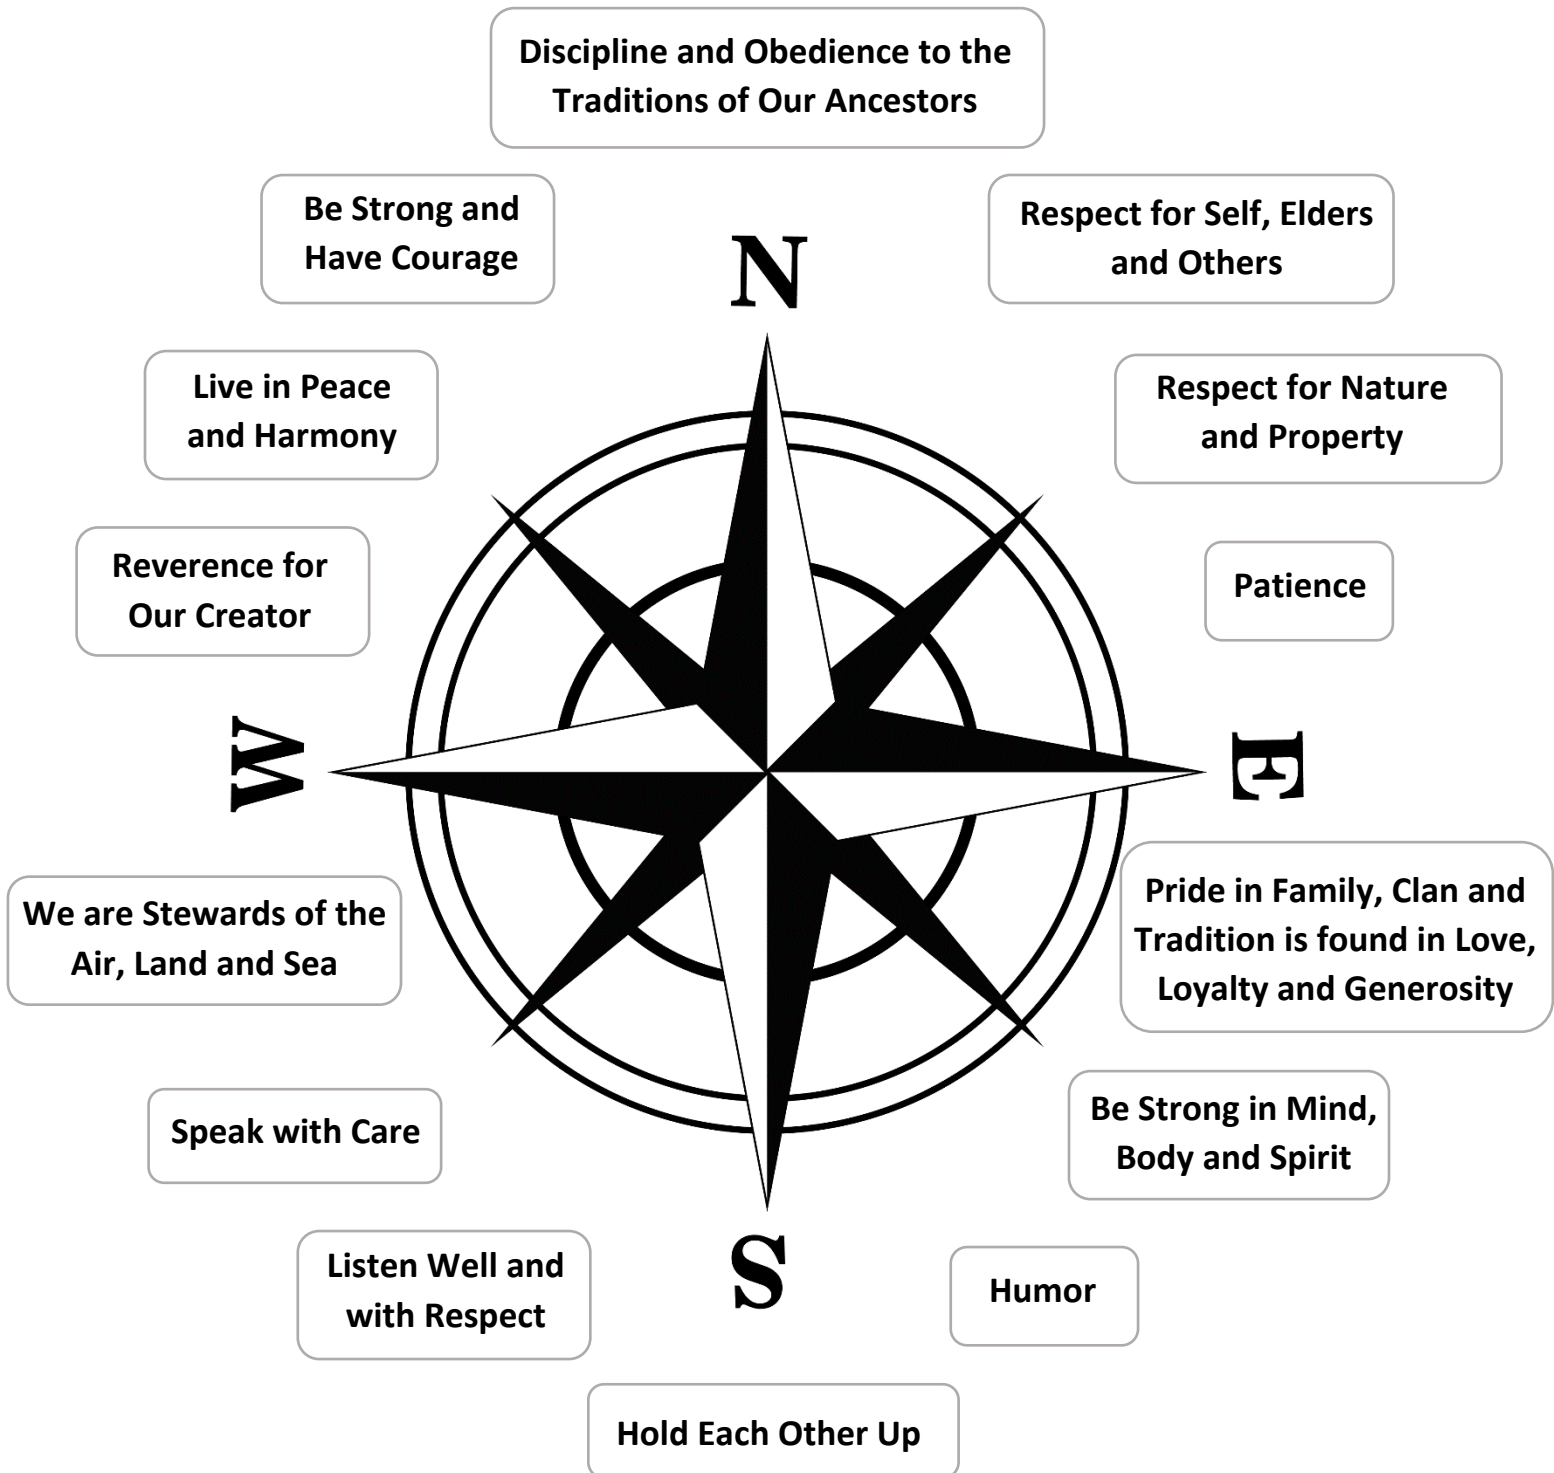 Discipline and Obedience to the
Traditions of Our Ancestors
Be Strong and
Have Courage
Respect for Self, Elders
and Others
N
Live in Peace
and Harmony
Respect for Nature
and Property
Reverence for
Our Creator
Patience
W
E
We are Stewards of the
Air, Land and Sea
Pride in Family, Clan and
Tradition is found in Love,
Loyalty and Generosity
Speak with Care
Be Strong in Mind,
Body and Spirit
Listen Well and
with Respect
S
Humor
Hold Each Other Up